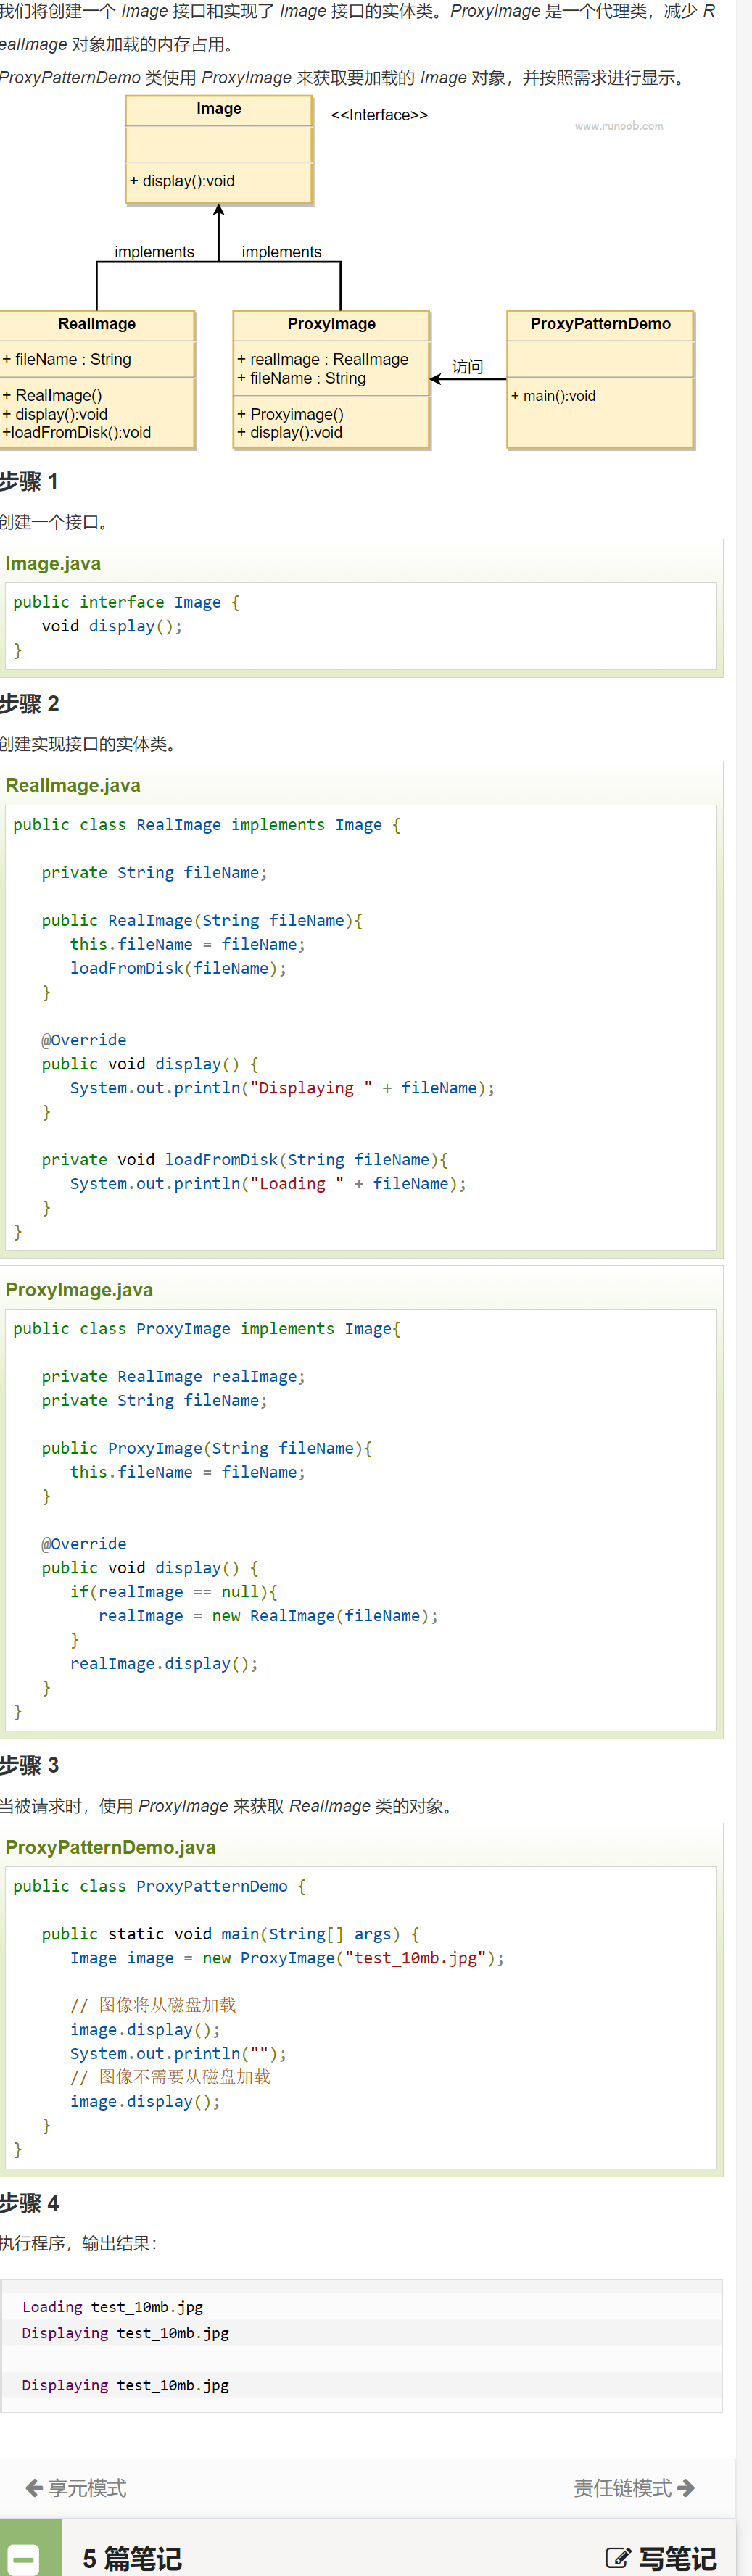 我们将创建一个 Image 接口和实现了 Image 接口的实体类。ProxyImage 是一个代理类，减少 R
ealImage 对象加载的内存占用。
ProxyPatternDemo 类使用 ProxyImage 来获取要加载的 Image 对象，并按照需求进行显示。
Image
<<Interface>>
www.runoob.com
+ display():void
implements
implements
RealImage
+ fileName : String
+ RealImage()
+ display():void
+loadFromDisk():void
ProxyImage
+ realImage : RealImage
+ fileName : String
+ Proxyimage()
+ display():void
访问
ProxyPatternDemo
+ main():void
步骤 1
创建一个接口。
Image.java
public interface Image {
   void display();
}
步骤 2
创建实现接口的实体类。
RealImage.java
public class RealImage implements Image {
   private String fileName;
   public RealImage(String fileName){
      this.fileName = fileName;
      loadFromDisk(fileName);
   }
   @Override
   public void display() {
      System.out.println("Displaying " + fileName);
   }
   private void loadFromDisk(String fileName){
      System.out.println("Loading " + fileName);
   }
}
ProxyImage.java
public class ProxyImage implements Image{
   private RealImage realImage;
   private String fileName;
   public ProxyImage(String fileName){
      this.fileName = fileName;
   }
   @Override
   public void display() {
      if(realImage == null){
         realImage = new RealImage(fileName);
      }
      realImage.display();
   }
}
步骤 3
当被请求时，使用 ProxyImage 来获取 RealImage 类的对象。
ProxyPatternDemo.java
public class ProxyPatternDemo {
   public static void main(String[] args) {
      Image image = new ProxyImage("test_10mb.jpg");
      // 图像将从磁盘加载
      image.display();
      System.out.println("");
      // 图像不需要从磁盘加载
      image.display();
   }
}
步骤 4
执行程序，输出结果：
Loading test_10mb.jpg
Displaying test_10mb.jpg
Displaying test_10mb.jpg
享元模式
责任链模式
5 篇笔记
写笔记